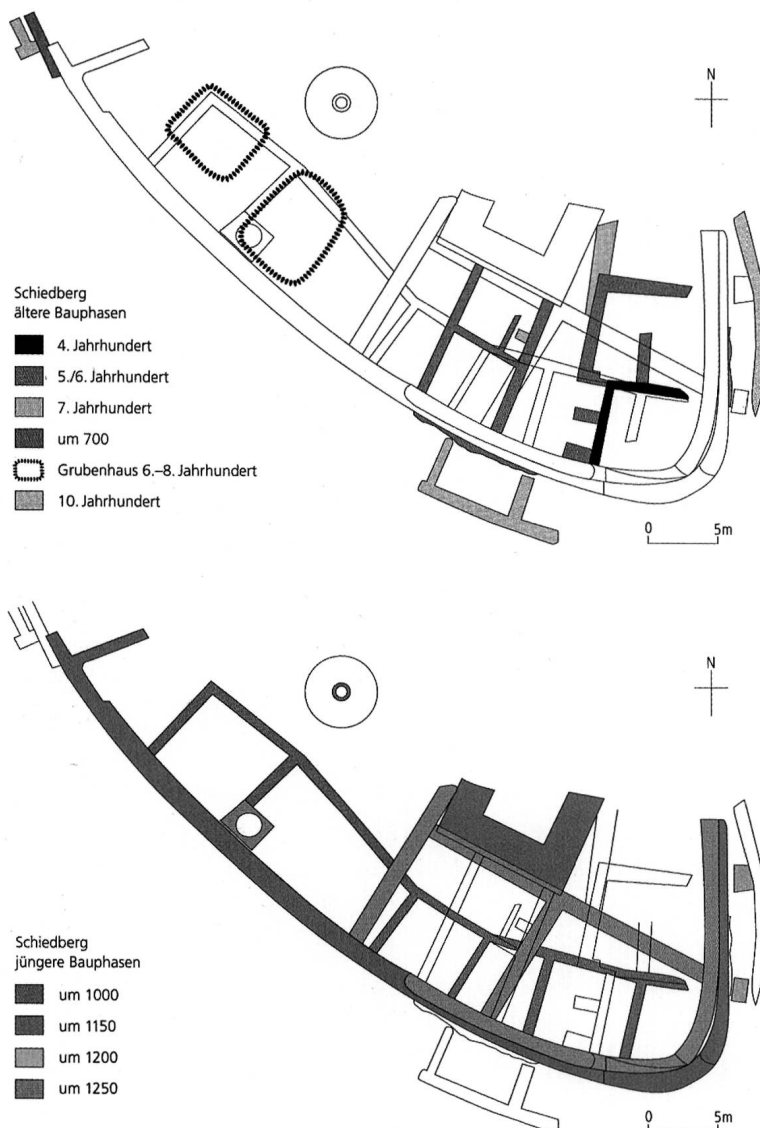 N
Schiedberg
ältere Bauphasen
4. Jahrhundert
5./6. Jahrhundert
7. Jahrhundert
um 700
Grubenhaus 6.–8. Jahrhundert
10. Jahrhundert
0 5m
N
Schiedberg
jüngere Bauphasen
um 1000
um 1150
um 1200
um 1250
0 5m